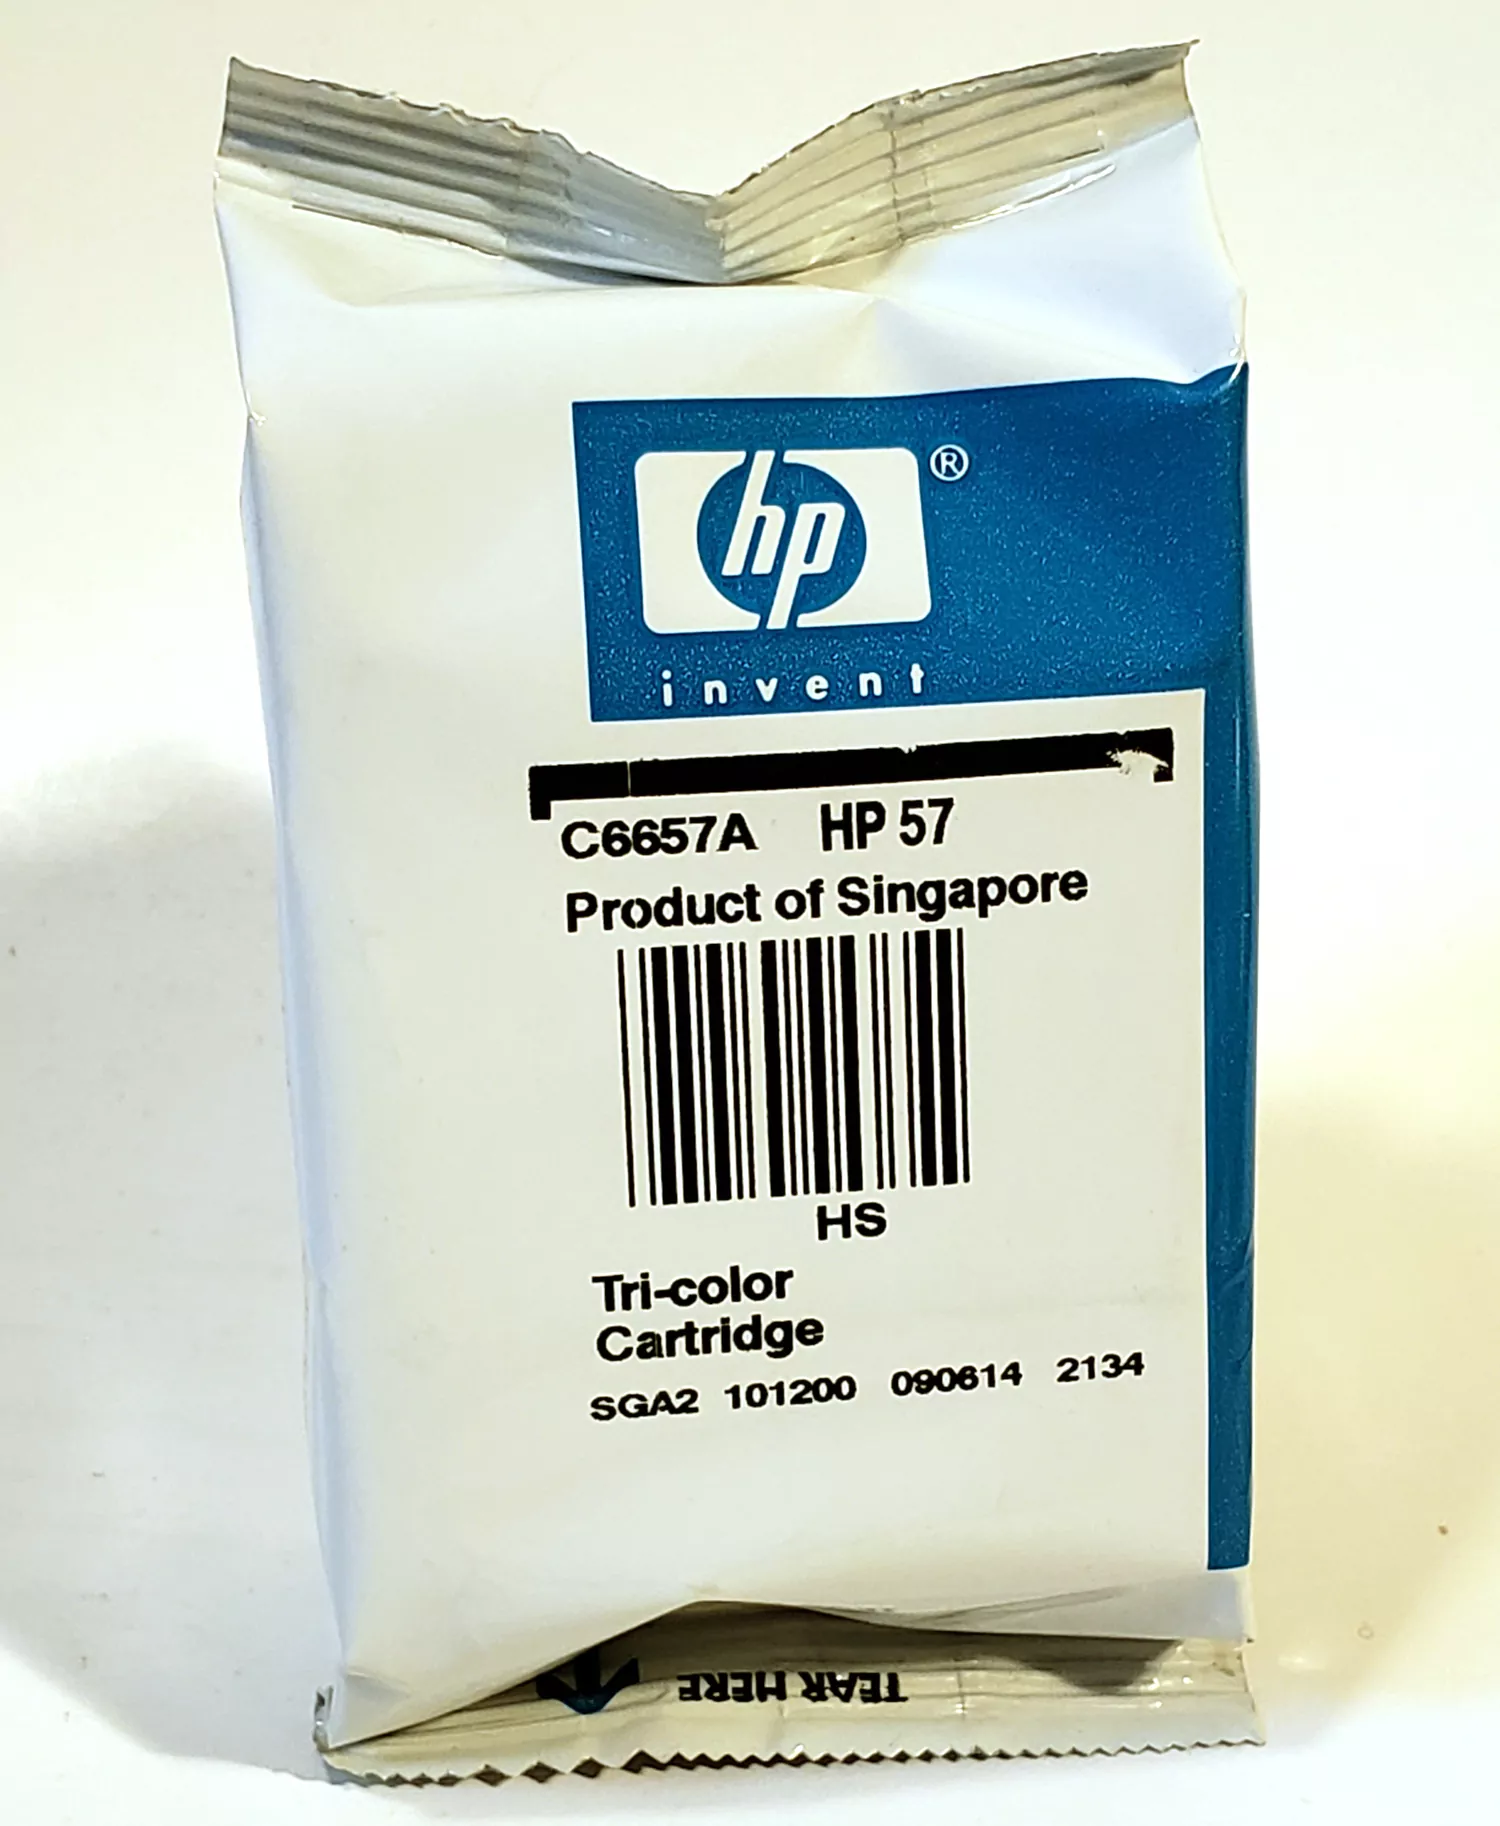 hp ®
invent
C6657A HP 57
Product of Singapore
HS
Tri-color
Cartridge
SGA2 101200 090614 2134
TEAR HERE